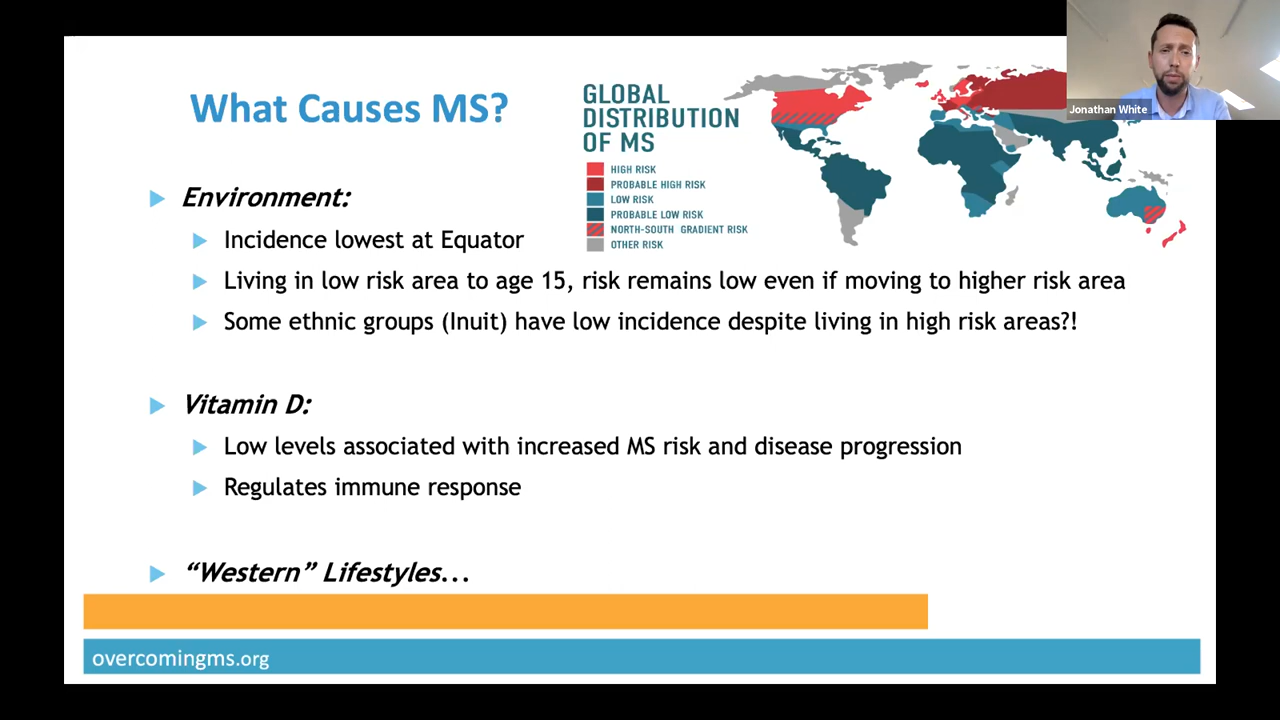 What Causes MS?
GLOBAL
DISTRIBUTION
OF MS
HIGH RISK
PROBABLE HIGH RISK
LOW RISK
PROBABLE LOW RISK
NORTH-SOUTH GRADIENT RISK
OTHER RISK
Jonathan White
Environment:
Incidence lowest at Equator
Living in low risk area to age 15, risk remains low even if moving to higher risk area
Some ethnic groups (Inuit) have low incidence despite living in high risk areas?!
Vitamin D:
Low levels associated with increased MS risk and disease progression
Regulates immune response
“Western” Lifestyles...
overcomingms.org